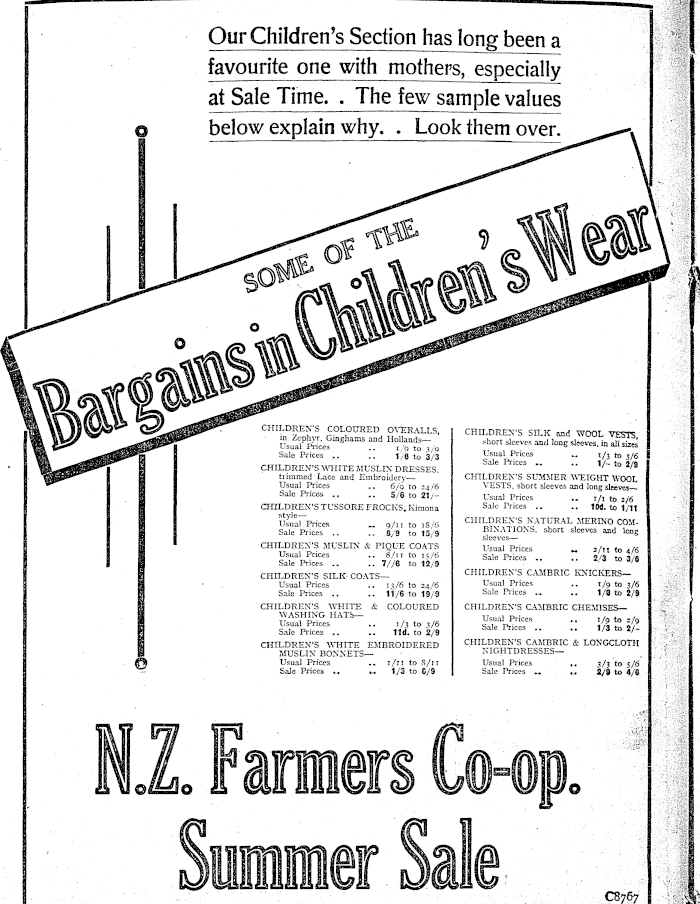 Our Children's Section has long been a
favourite one with mothers, especially
at Sale Time. . The few sample values
below explain why. . Look them over.
SOME OF THE
Bargains in Children's Wear
CHILDREN'S COLOURED OVERALLS,
in Zephyr, Ginghams and Hollands—
Usual Prices .. 1/9 to 3/9
Sale Prices .. .. 1/6 to 3/3
CHILDREN'S WHITE MUSLIN DRESSES,
trimmed Lace and Embroidery—
Usual Prices .. 6/9 to 24/6
Sale Prices .. .. 5/6 to 21/-
CHILDREN'S TUSSORE FROCKS, Kimona
style—
Usual Prices .. 9/11 to 18/6
Sale Prices .. .. 8/9 to 15/9
CHILDREN'S MUSLIN & PIQUE COATS
Usual Prices .. 8/11 to 15/6
Sale Prices .. .. 7//6 to 12/9
CHILDREN'S SILK COATS—
Usual Prices .. 13/6 to 24/6
Sale Prices .. .. 11/6 to 19/9
CHILDREN'S WHITE & COLOURED
WASHING HATS—
Usual Prices .. 1/3 to 3/6
Sale Prices .. .. 11d. to 2/9
CHILDREN'S WHITE EMBROIDERED
MUSLIN BONNETS—
Usual Prices .. 1/11 to 8/11
Sale Prices .. .. 1/3 to 6/9
CHILDREN'S SILK and WOOL VESTS,
short sleeves and long sleeves, in all sizes
Usual Prices .. 1/3 to 3/6
Sale Prices .. .. 1/- to 2/9
CHILDREN'S SUMMER WEIGHT WOOL
VESTS, short sleeves and long sleeves—
Usual Prices .. 1/1 to 2/6
Sale Prices .. .. 10d. to 1/11
CHILDREN'S NATURAL MERINO COM-
BINATIONS, short sleeves and long
sleeves—
Usual Prices .. 2/11 to 4/6
Sale Prices .. .. 2/3 to 3/6
CHILDREN'S CAMBRIC KNICKERS—
Usual Prices .. 1/9 to 3/6
Sale Prices .. .. 1/6 to 2/9
CHILDREN'S CAMBRIC CHEMISES—
Usual Prices .. 1/9 to 2/9
Sale Prices .. .. 1/3 to 2/-
CHILDREN'S CAMBRIC & LONGCLOTH
NIGHTDRESSES—
Usual Prices .. 3/3 to 5/6
Sale Prices .. .. 2/9 to 4/6
N.Z. Farmers Co-op.
Summer Sale
C8767